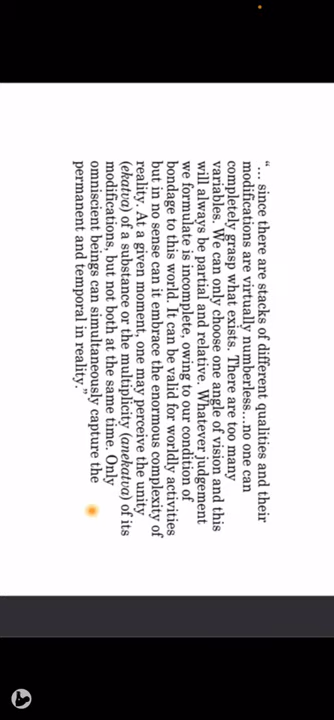 “... since there are stacks of different qualities and their
modifications are virtually numberless...no one can
completely grasp what exists. There are too many
variables. We can only choose one angle of vision and this
will always be partial and relative. Whatever judgement
we formulate is incomplete, owing to our condition of
bondage to this world. It can be valid for worldly activities
but in no sense can it embrace the enormous complexity of
reality. At a given moment, one may perceive the unity
(ekatva) of a substance or the multiplicity (anekatva) of its
modifications, but not both at the same time. Only
omniscient beings can simultaneously capture the
permanent and temporal in reality.”